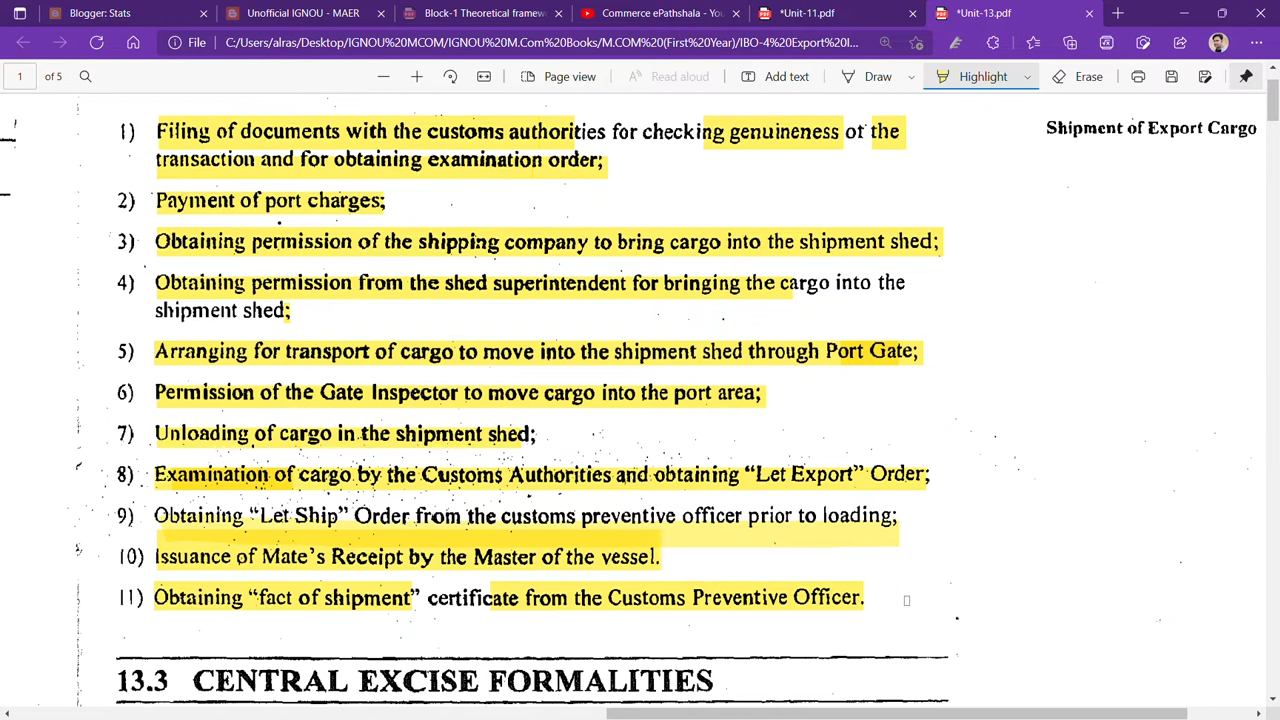 Blogger: Stats
Unofficial IGNOU - MAER
Block-1 Theoretical framew
Commerce ePathshala - You
*Unit-11.pdf
*Unit-13.pdf
File
C:/Users/alras/Desktop/IGNOU%20MCOM/IGNOU%20M.Com%20Books/M.COM%20(First%20Year)/IBO-4%20Export%20I...
1 of 5
Page view
Read aloud
Add text
Draw
Highlight
Erase
Shipment of Export Cargo
1) Filing of documents with the customs authorities for checking genuineness of the
transaction and for obtaining examination order;
2) Payment of port charges;
3) Obtaining permission of the shipping company to bring cargo into the shipment shed;
4) Obtaining permission from the shed superintendent for bringing the cargo into the
shipment shed;
5) Arranging for transport of cargo to move into the shipment shed through Port Gate;
6) Permission of the Gate Inspector to move cargo into the port area;
7) Unloading of cargo in the shipment shed;
8) Examination of cargo by the Customs Authorities and obtaining “Let Export” Order;
9) Obtaining “Let Ship” Order from the customs preventive officer prior to loading;
10) Issuance of Mate's Receipt by the Master of the vessel.
11) Obtaining “fact of shipment” certificate from the Customs Preventive Officer.
13.3 CENTRAL EXCISE FORMALITIES